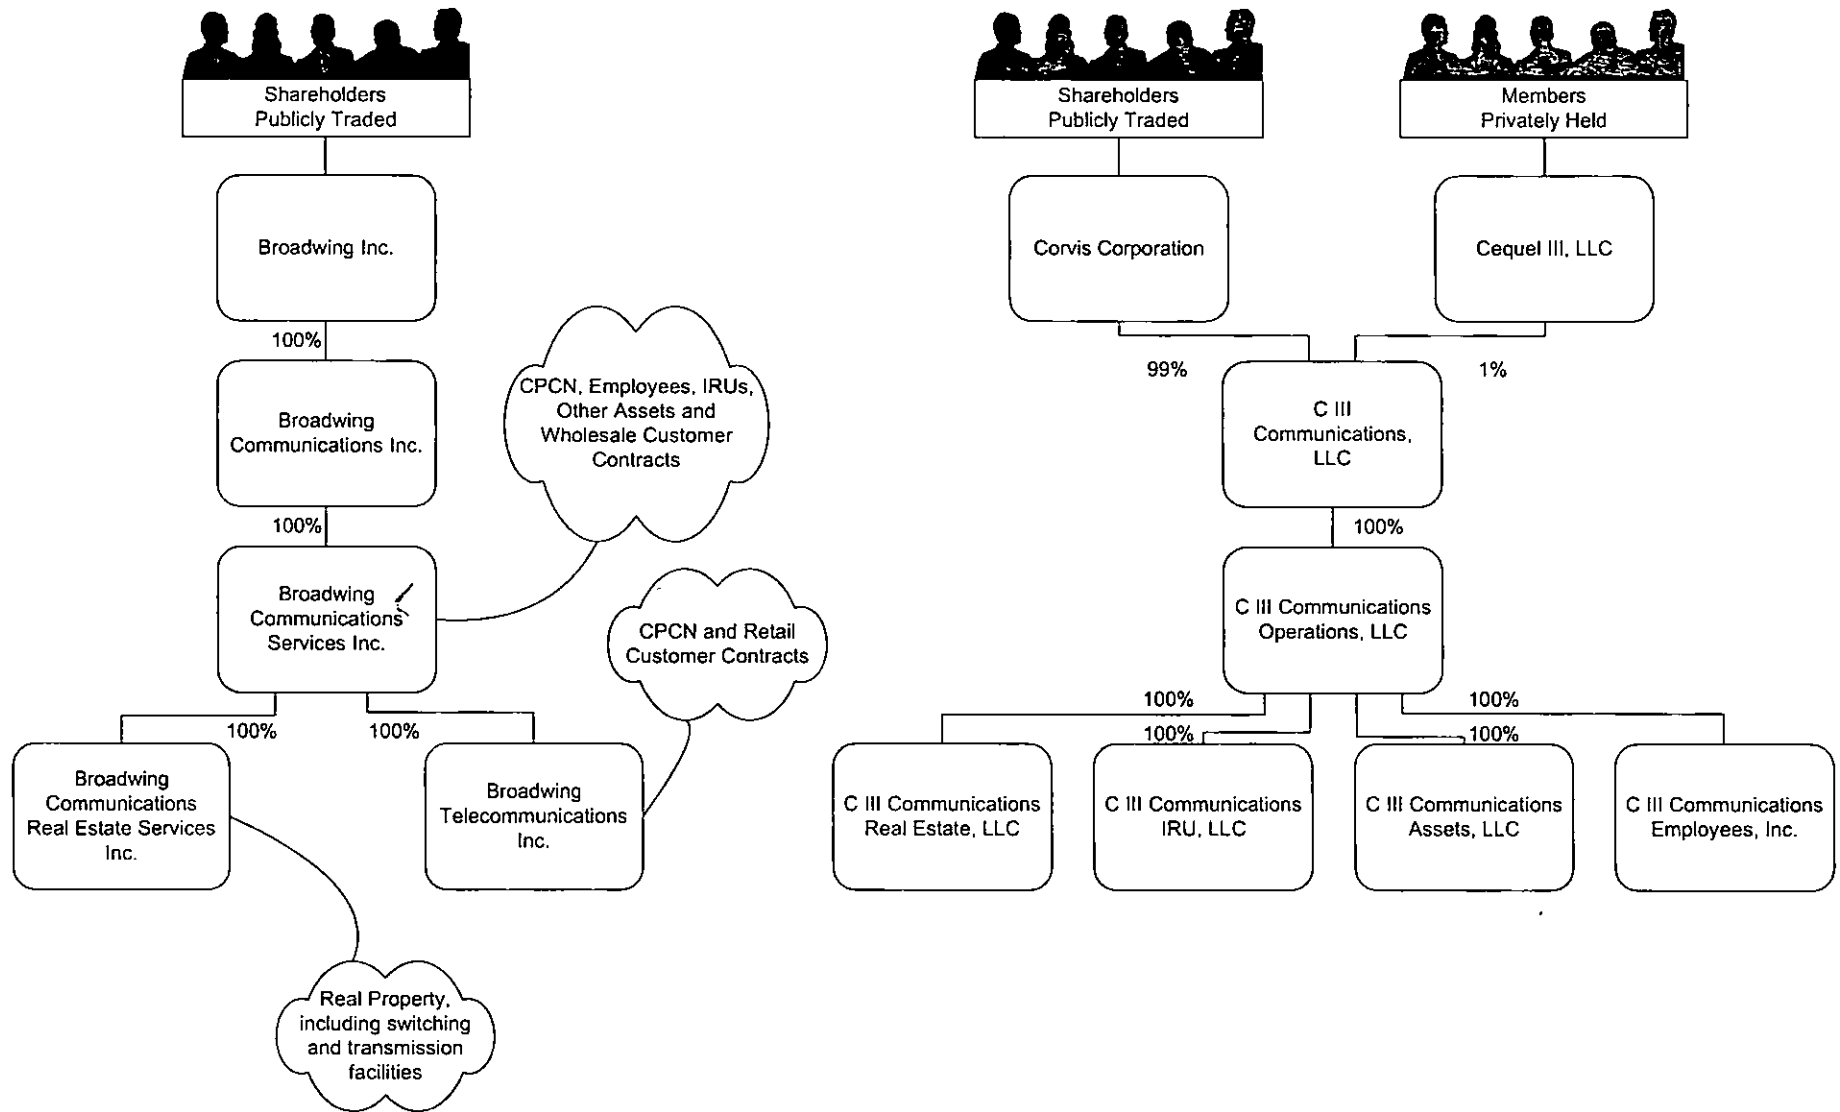 Shareholders
Publicly Traded
Shareholders
Publicly Traded
Members
Privately Held
Broadwing Inc.
Corvis Corporation
Cequel III, LLC
100%
99%
1%
Broadwing
Communications Inc.
CPCN, Employees, IRUs,
Other Assets and
Wholesale Customer
Contracts
C III
Communications,
LLC
100%
100%
Broadwing
Communications
Services Inc.
CPCN and Retail
Customer Contracts
C III Communications
Operations, LLC
100%
100%
100%
100%
100%
100%
Broadwing
Communications
Real Estate Services
Inc.
Broadwing
Telecommunications
Inc.
C III Communications
Real Estate, LLC
C III Communications
IRU, LLC
C III Communications
Assets, LLC
C III Communications
Employees, Inc.
Real Property,
including switching
and transmission
facilities